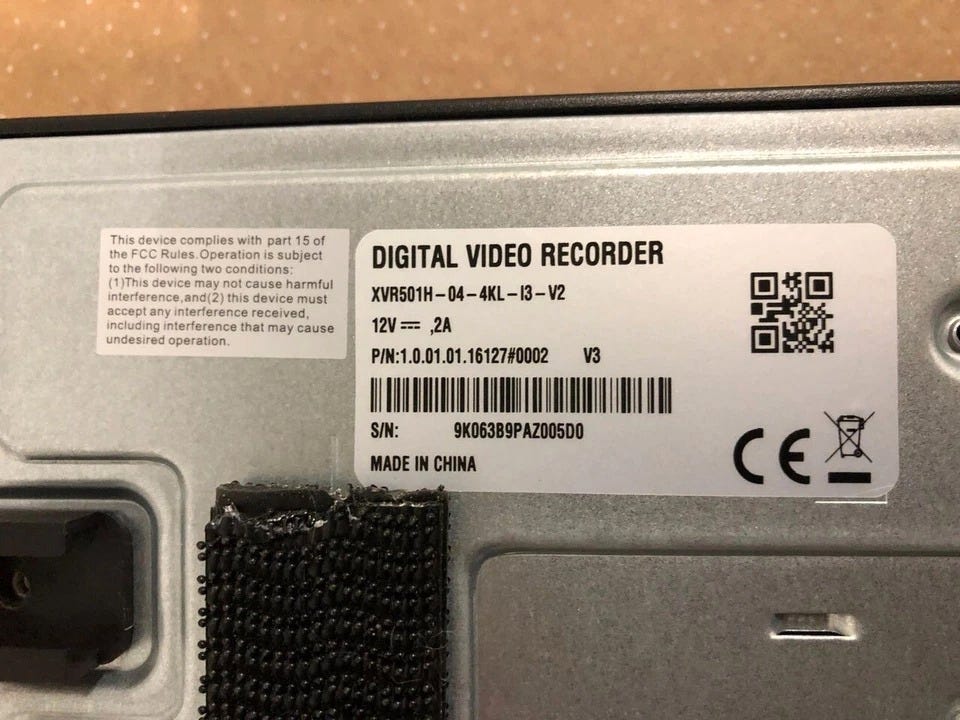 This device complies with part 15 of
the FCC Rules.Operation is subject
to the following two conditions:
(1)This device may not cause harmful
interference,and(2) this device must
accept any interference received,
including interference that may cause
undesired operation.
DIGITAL VIDEO RECORDER
XVR501H-04-4KL-I3-V2
12V ⎓ ,2A
P/N:1.0.01.01.16127#0002 V3
S/N: 9K063B9PAZ005D0
MADE IN CHINA
CE